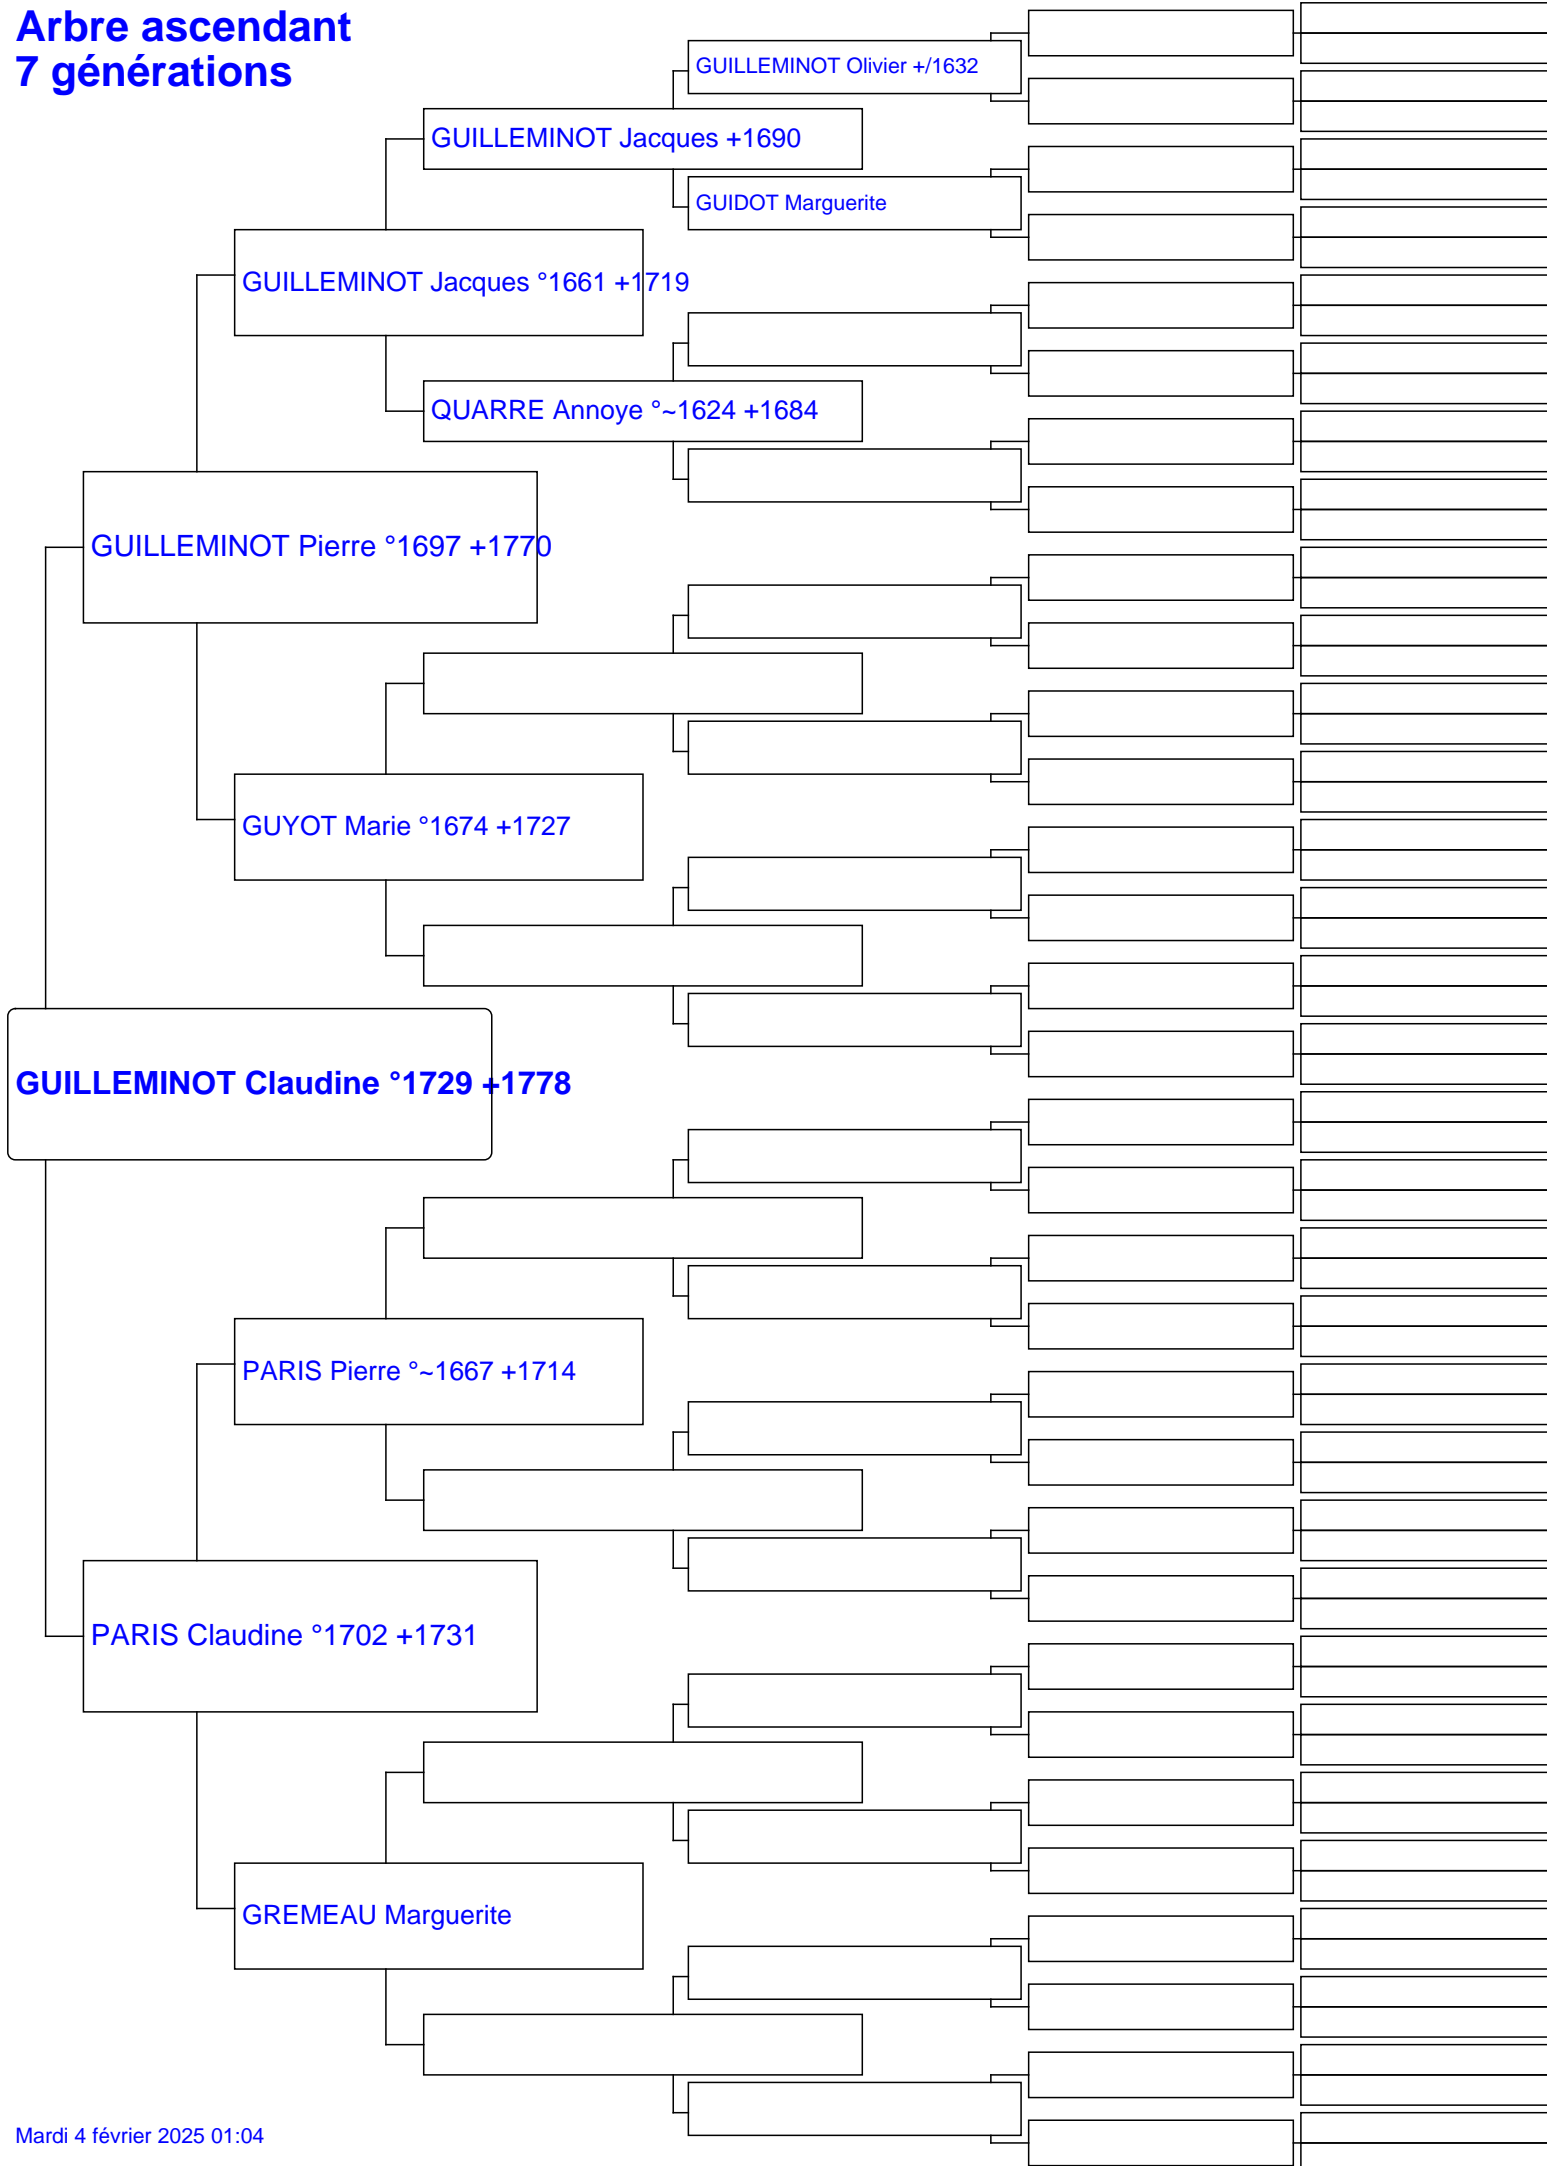 Arbre ascendant
7 générations
GUILLEMINOT Olivier +/1632
GUILLEMINOT Jacques +1690
GUIDOT Marguerite
GUILLEMINOT Jacques °1661 +1719
QUARRE Annoye °~1624 +1684
GUILLEMINOT Pierre °1697 +1770
GUYOT Marie °1674 +1727
GUILLEMINOT Claudine °1729 +1778
PARIS Pierre °~1667 +1714
PARIS Claudine °1702 +1731
GREMEAU Marguerite
Mardi 4 février 2025 01:04